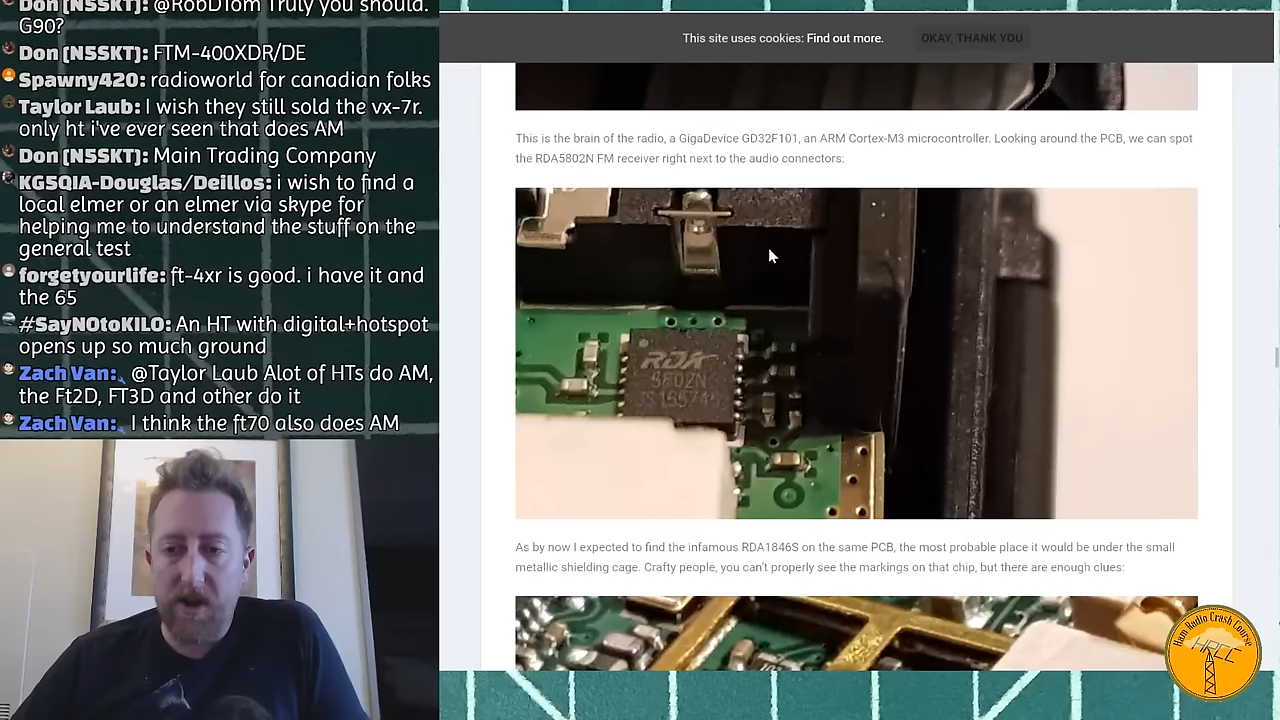 Don [N5SKT]: @RobDTom Truly you should.
G90?
Don [N5SKT]: FTM-400XDR/DE
Spawny420: radioworld for canadian folks
Taylor Laub: I wish they still sold the vx-7r.
only ht i've ever seen that does AM
Don [N5SKT]: Main Trading Company
KG5QIA-Douglas/Deillos: i wish to find a
local elmer or an elmer via skype for
helping me to understand the stuff on the
general test
forgetyourlife: ft-4xr is good. i have it and
the 65
#SayNOtoKILO: An HT with digital+hotspot
opens up so much ground
Zach Van: @Taylor Laub Alot of HTs do AM,
the Ft2D, FT3D and other do it
Zach Van: I think the ft70 also does AM
This site uses cookies: Find out more.
OKAY, THANK YOU
This is the brain of the radio, a GigaDevice GD32F101, an ARM Cortex-M3 microcontroller. Looking around the PCB, we can spot
the RDA5802N FM receiver right next to the audio connectors:
RDA
5802N
As by now I expected to find the infamous RDA1846S on the same PCB, the most probable place it would be under the small
metallic shielding cage. Crafty people, you can't properly see the markings on that chip, but there are enough clues:
Ham Radio Crash Course
HRCC